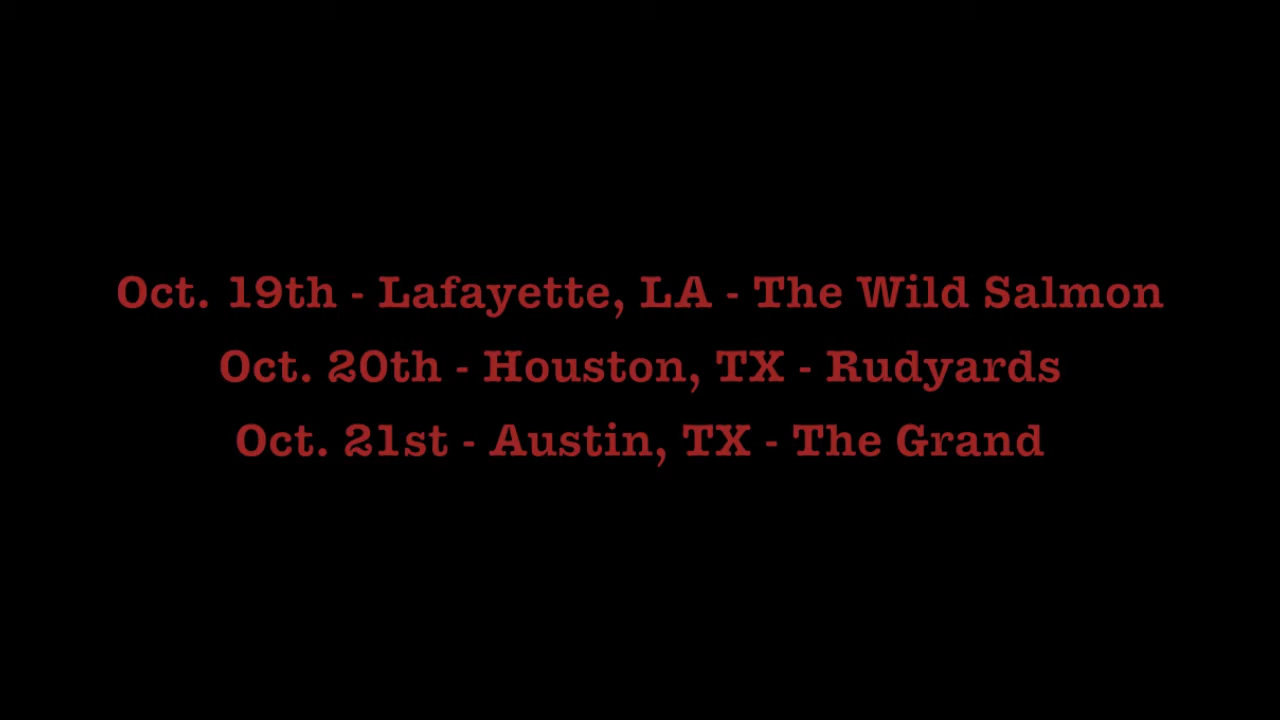 Oct. 19th - Lafayette, LA - The Wild Salmon
Oct. 20th - Houston, TX - Rudyards
Oct. 21st - Austin, TX - The Grand